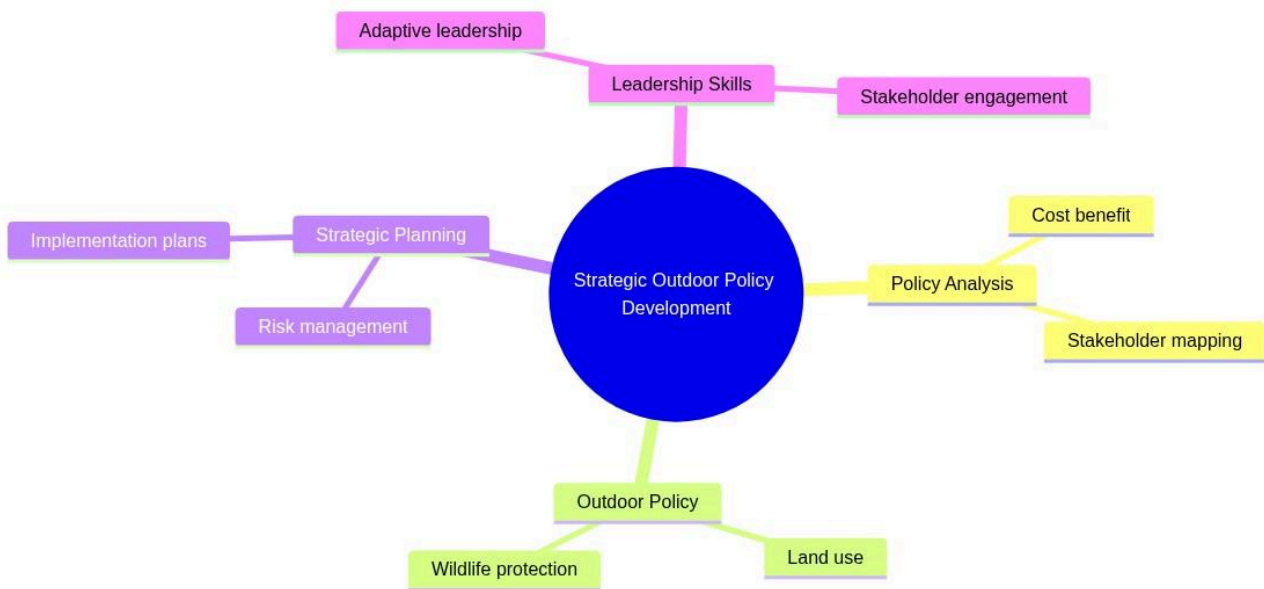 Adaptive leadership
Leadership Skills
Stakeholder engagement
Cost benefit
Implementation plans
Strategic Planning
Strategic Outdoor Policy
Development
Policy Analysis
Risk management
Stakeholder mapping
Outdoor Policy
Wildlife protection
Land use